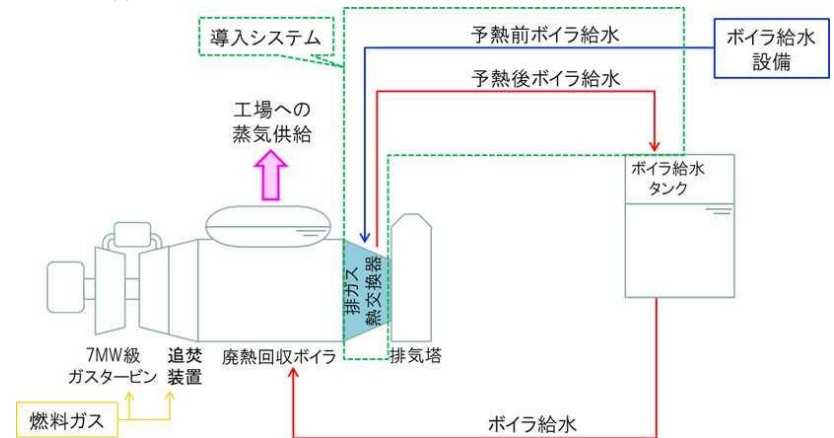 導入システム
予熱前ボイラ給水
ボイラ給水
設備
予熱後ボイラ給水
工場への
蒸気供給
ボイラ給水
タンク
排ガス
熱交換器
7MW級
ガスタービン
追焚
装置
廃熱回収ボイラ
排気塔
燃料ガス
ボイラ給水